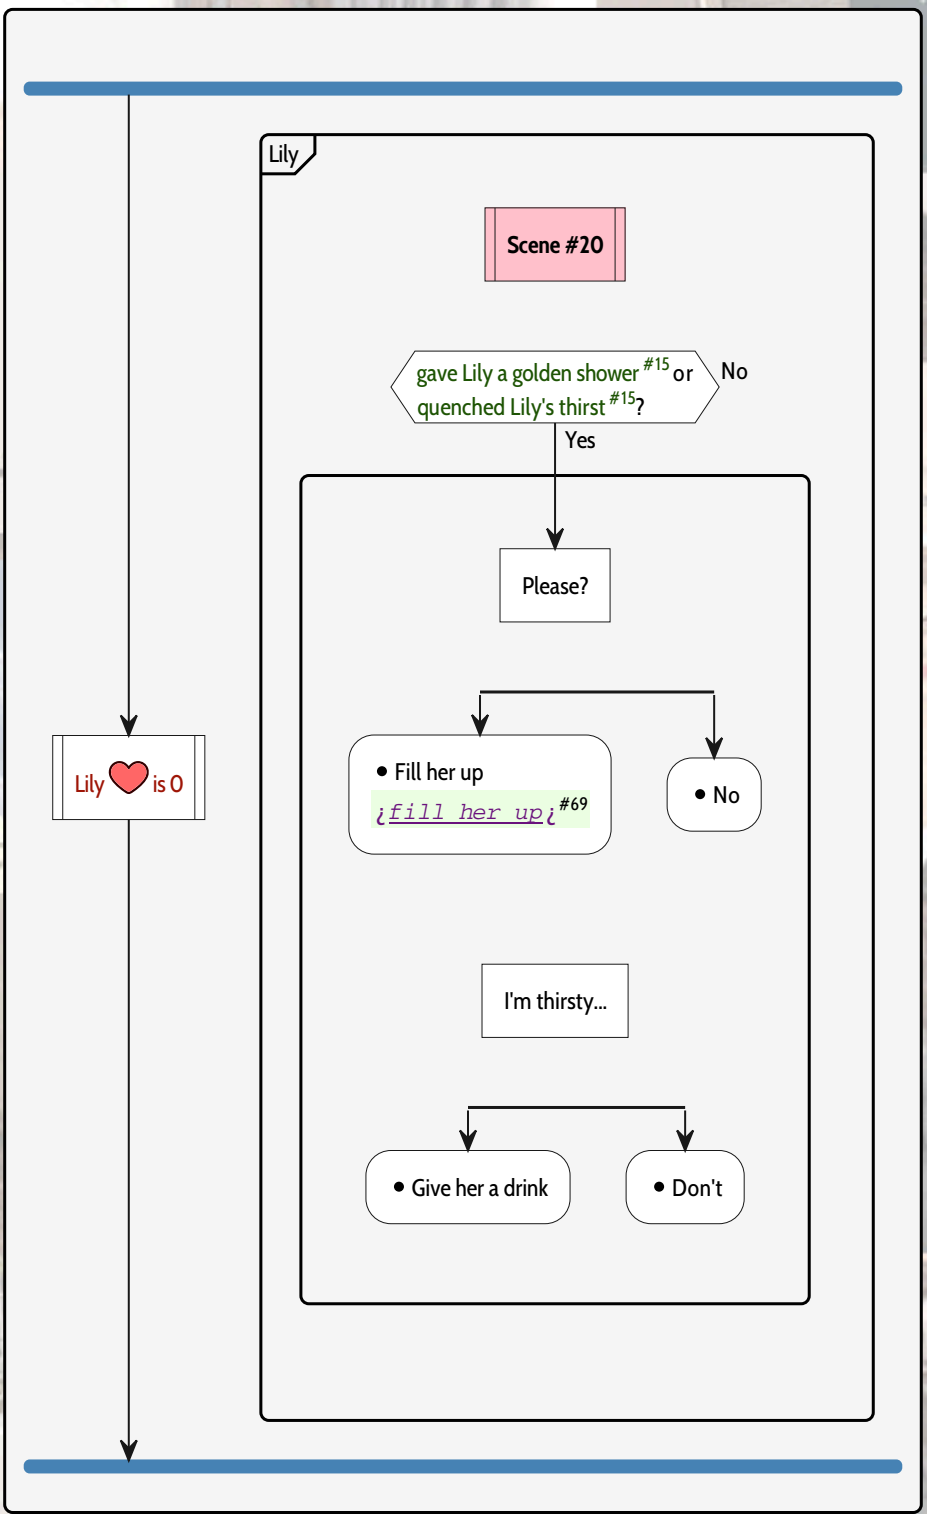 Lily
Scene #20
gave Lily a golden shower #15 or
quenched Lily's thirst #15?
No
Yes
Please?
Lily ❤ is 0
• Fill her up
¿fill her up¿#69
• No
I'm thirsty...
• Give her a drink
• Don't